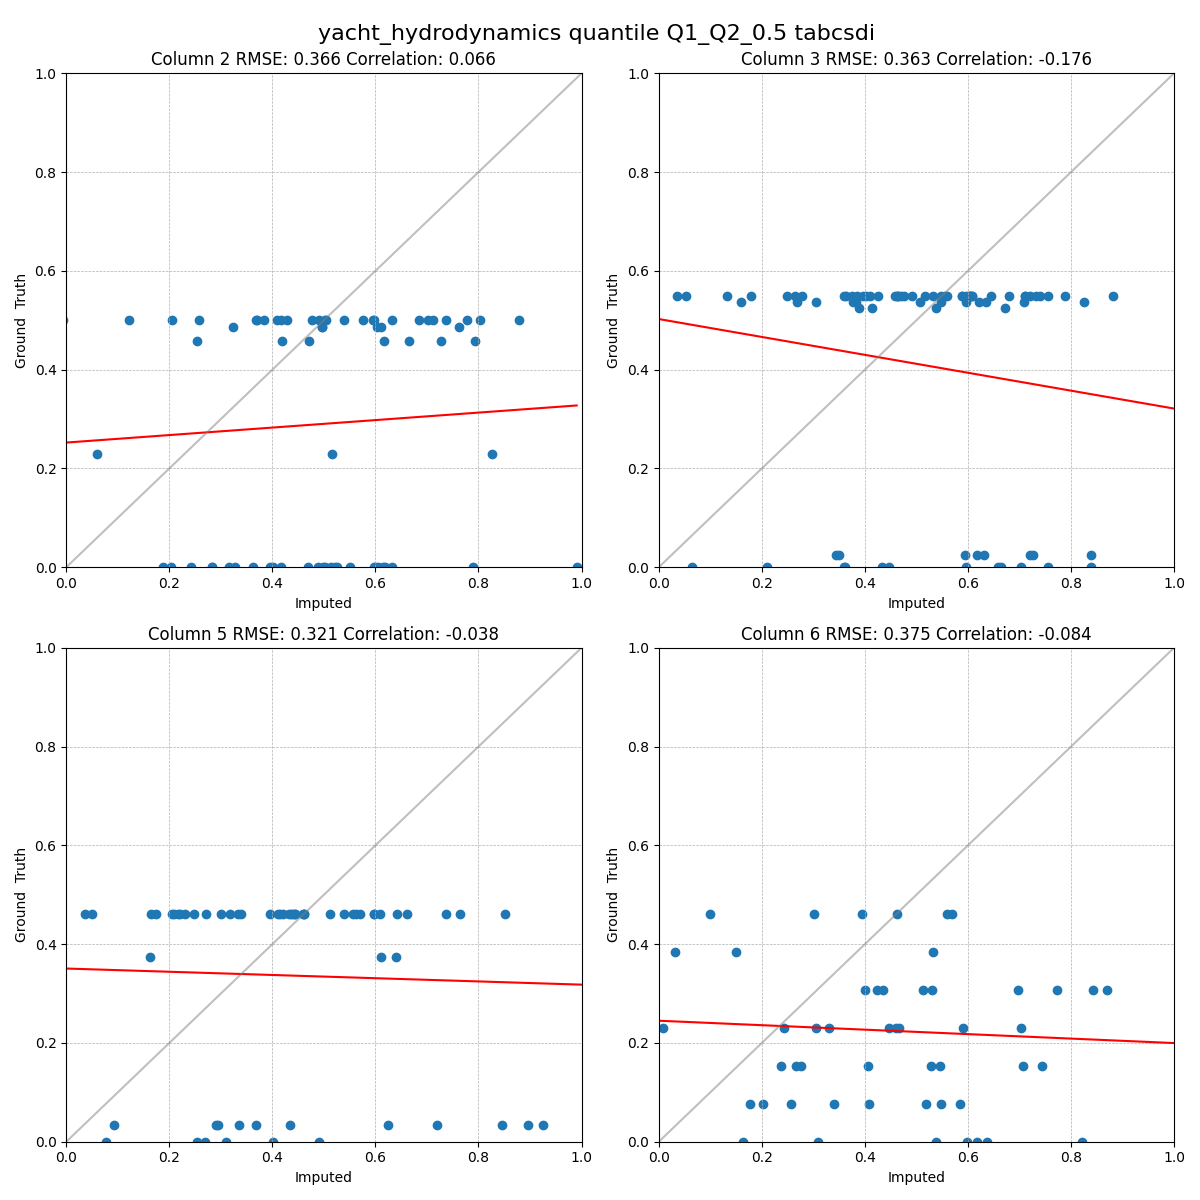 yacht_hydrodynamics quantile Q1_Q2_0.5 tabcsdi
Column 2 RMSE: 0.366 Correlation: 0.066
1.0
0.8
0.6
0.4
0.2
0.0
Ground Truth
0.0 0.2 0.4 0.6 0.8 1.0
Imputed
Column 3 RMSE: 0.363 Correlation: -0.176
1.0
0.8
0.6
0.4
0.2
0.0
Ground Truth
0.0 0.2 0.4 0.6 0.8 1.0
Imputed
Column 5 RMSE: 0.321 Correlation: -0.038
1.0
0.8
0.6
0.4
0.2
0.0
Ground Truth
0.0 0.2 0.4 0.6 0.8 1.0
Imputed
Column 6 RMSE: 0.375 Correlation: -0.084
1.0
0.8
0.6
0.4
0.2
0.0
Ground Truth
0.0 0.2 0.4 0.6 0.8 1.0
Imputed